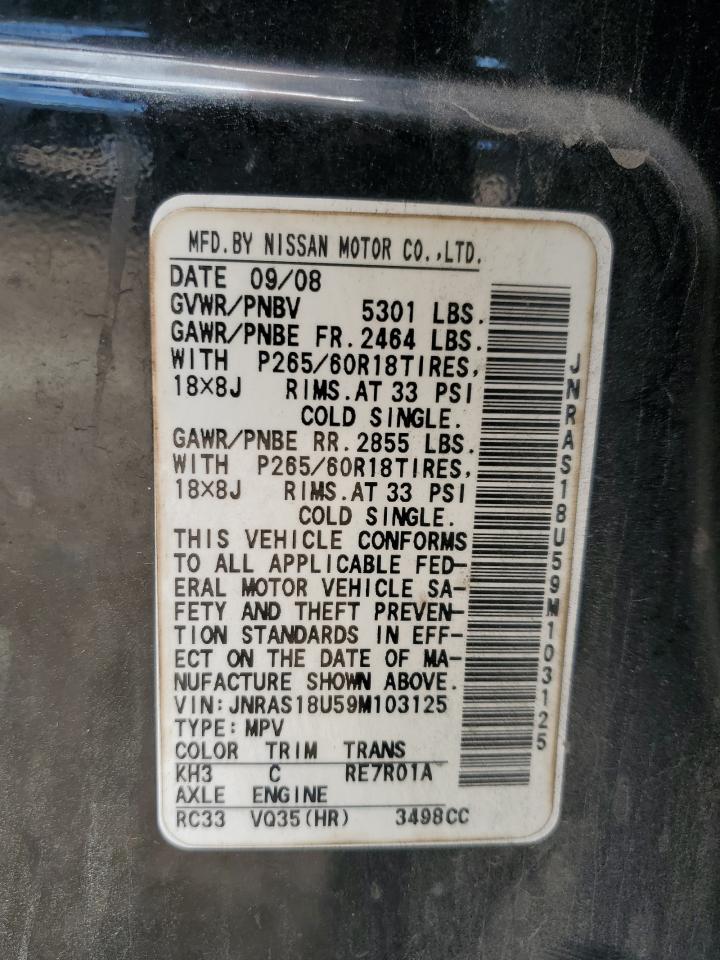 MFD.BY NISSAN MOTOR CO.,LTD.
DATE 09/08
GVWR/PNBV 5301 LBS.
GAWR/PNBE FR.2464 LBS.
WITH P265/60R18TIRES,
18X8J RIMS.AT 33 PSI
COLD SINGLE.
GAWR/PNBE RR.2855 LBS.
WITH P265/60R18TIRES,
18X8J RIMS.AT 33 PSI
COLD SINGLE.
THIS VEHICLE CONFORMS
TO ALL APPLICABLE FED-
ERAL MOTOR VEHICLE SA-
FETY AND THEFT PREVEN-
TION STANDARDS IN EFF-
ECT ON THE DATE OF MA-
NUFACTURE SHOWN ABOVE.
VIN:JNRAS18U59M103125
TYPE:MPV
COLOR TRIM TRANS
KH3 C RE7R01A
AXLE ENGINE
RC33 VQ35(HR) 3498CC
JNRAS18U59M103125